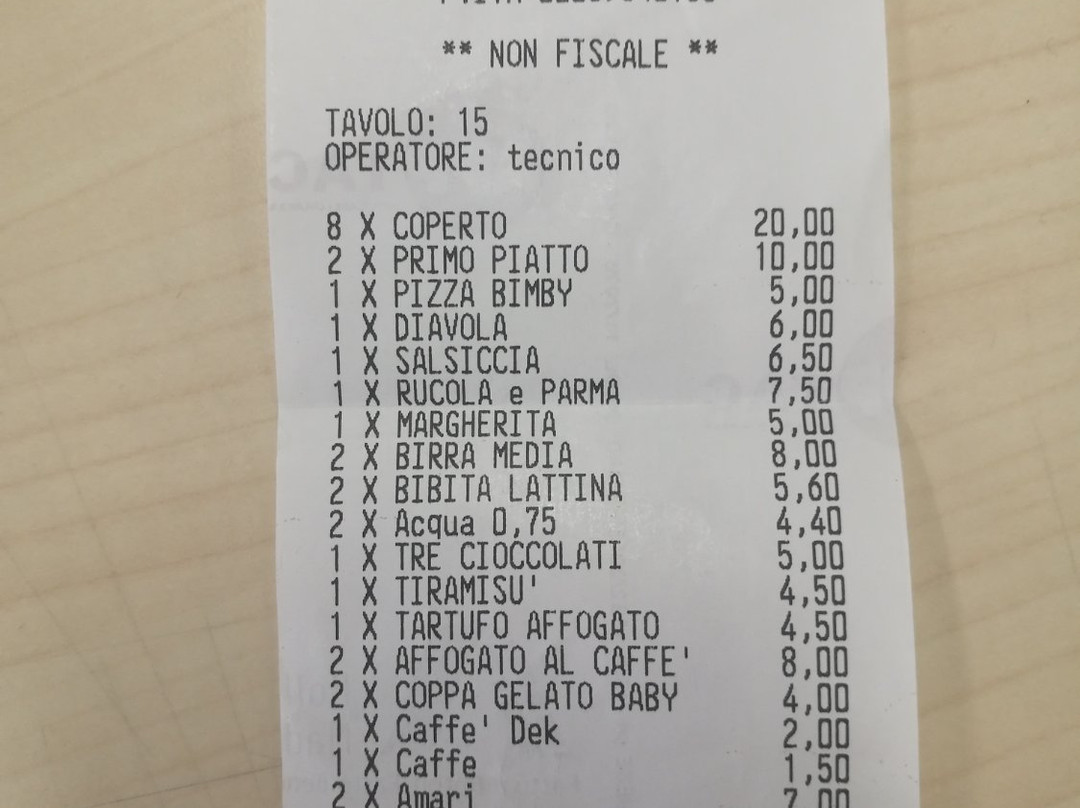 ** NON FISCALE **
TAVOLO: 15
OPERATORE: tecnico
8 X COPERTO 20,00
2 X PRIMO PIATTO 10,00
1 X PIZZA BIMBY 5,00
1 X DIAVOLA 6,00
1 X SALSICCIA 6,50
1 X RUCOLA e PARMA 7,50
1 X MARGHERITA 5,00
2 X BIRRA MEDIA 8,00
2 X BIBITA LATTINA 5,60
2 X Acqua 0,75 4,40
1 X TRE CIOCCOLATI 5,00
1 X TIRAMISU' 4,50
1 X TARTUFO AFFOGATO 4,50
2 X AFFOGATO AL CAFFE' 8,00
2 X COPPA GELATO BABY 4,00
1 X Caffe' Dek 2,00
1 X Caffe 1,50
2 X Amari 7,00